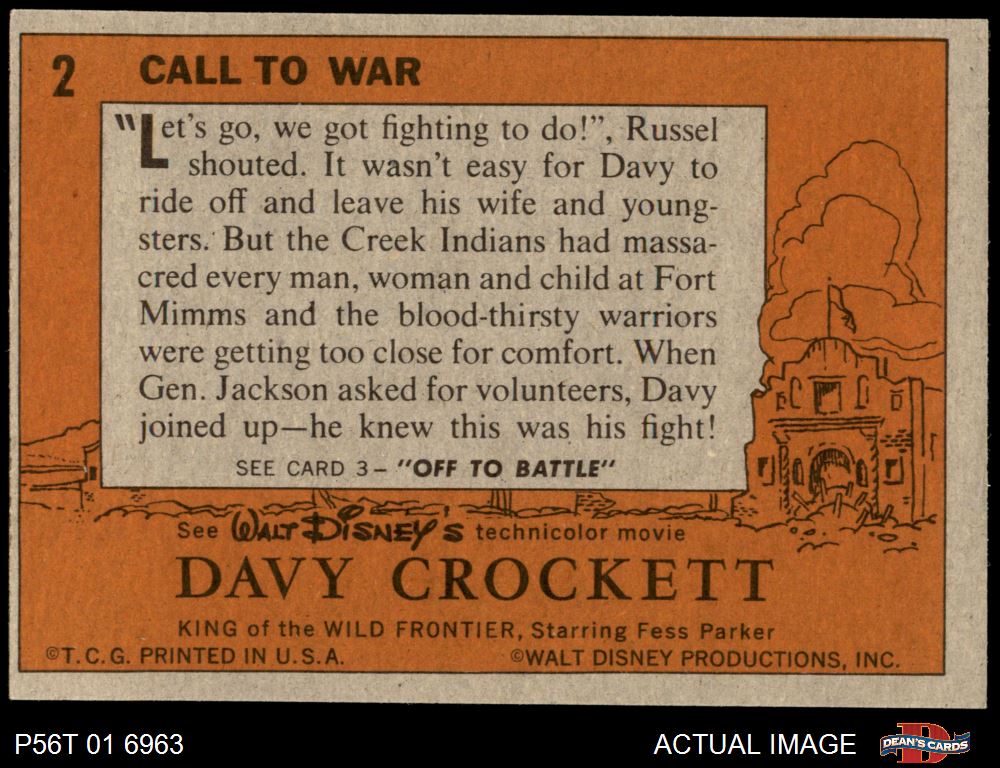 2 CALL TO WAR
"Let's go, we got fighting to do!", Russel
shouted. It wasn't easy for Davy to
ride off and leave his wife and young-
sters. But the Creek Indians had massa-
cred every man, woman and child at Fort
Mimms and the blood-thirsty warriors
were getting too close for comfort. When
Gen. Jackson asked for volunteers, Davy
joined up—he knew this was his fight!
SEE CARD 3– "OFF TO BATTLE"
See WALT DISNEY'S technicolor movie
DAVY CROCKETT
KING of the WILD FRONTIER, Starring Fess Parker
©T.C.G. PRINTED IN U.S.A. ©WALT DISNEY PRODUCTIONS, INC.
P56T 01 6963 ACTUAL IMAGE DEAN'S CARDS